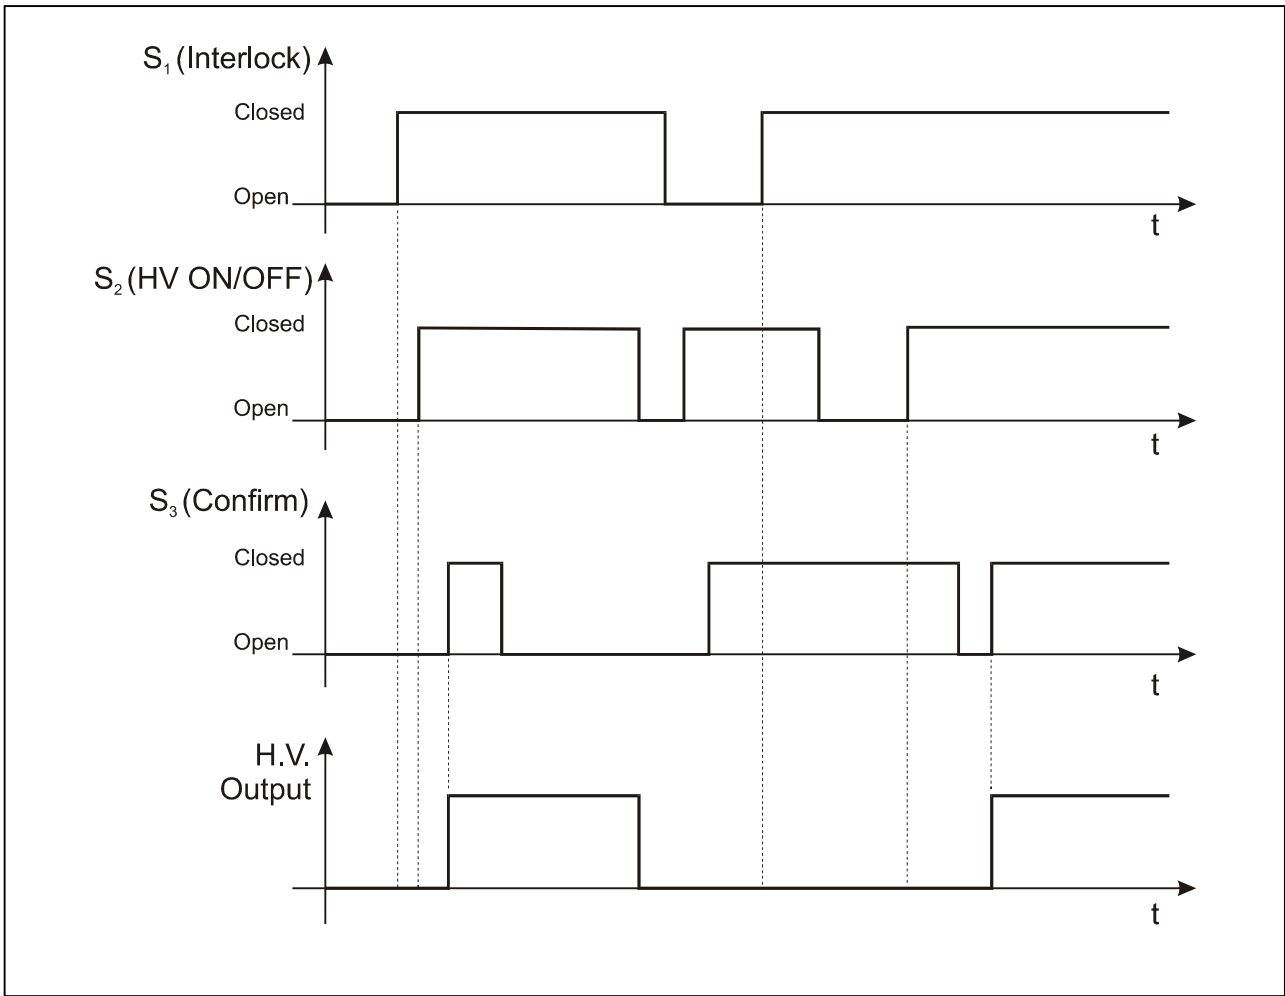 S₁ (Interlock)
Closed
Open
t
S₂ (HV ON/OFF)
Closed
Open
t
S₃ (Confirm)
Closed
Open
t
H.V.
Output
t